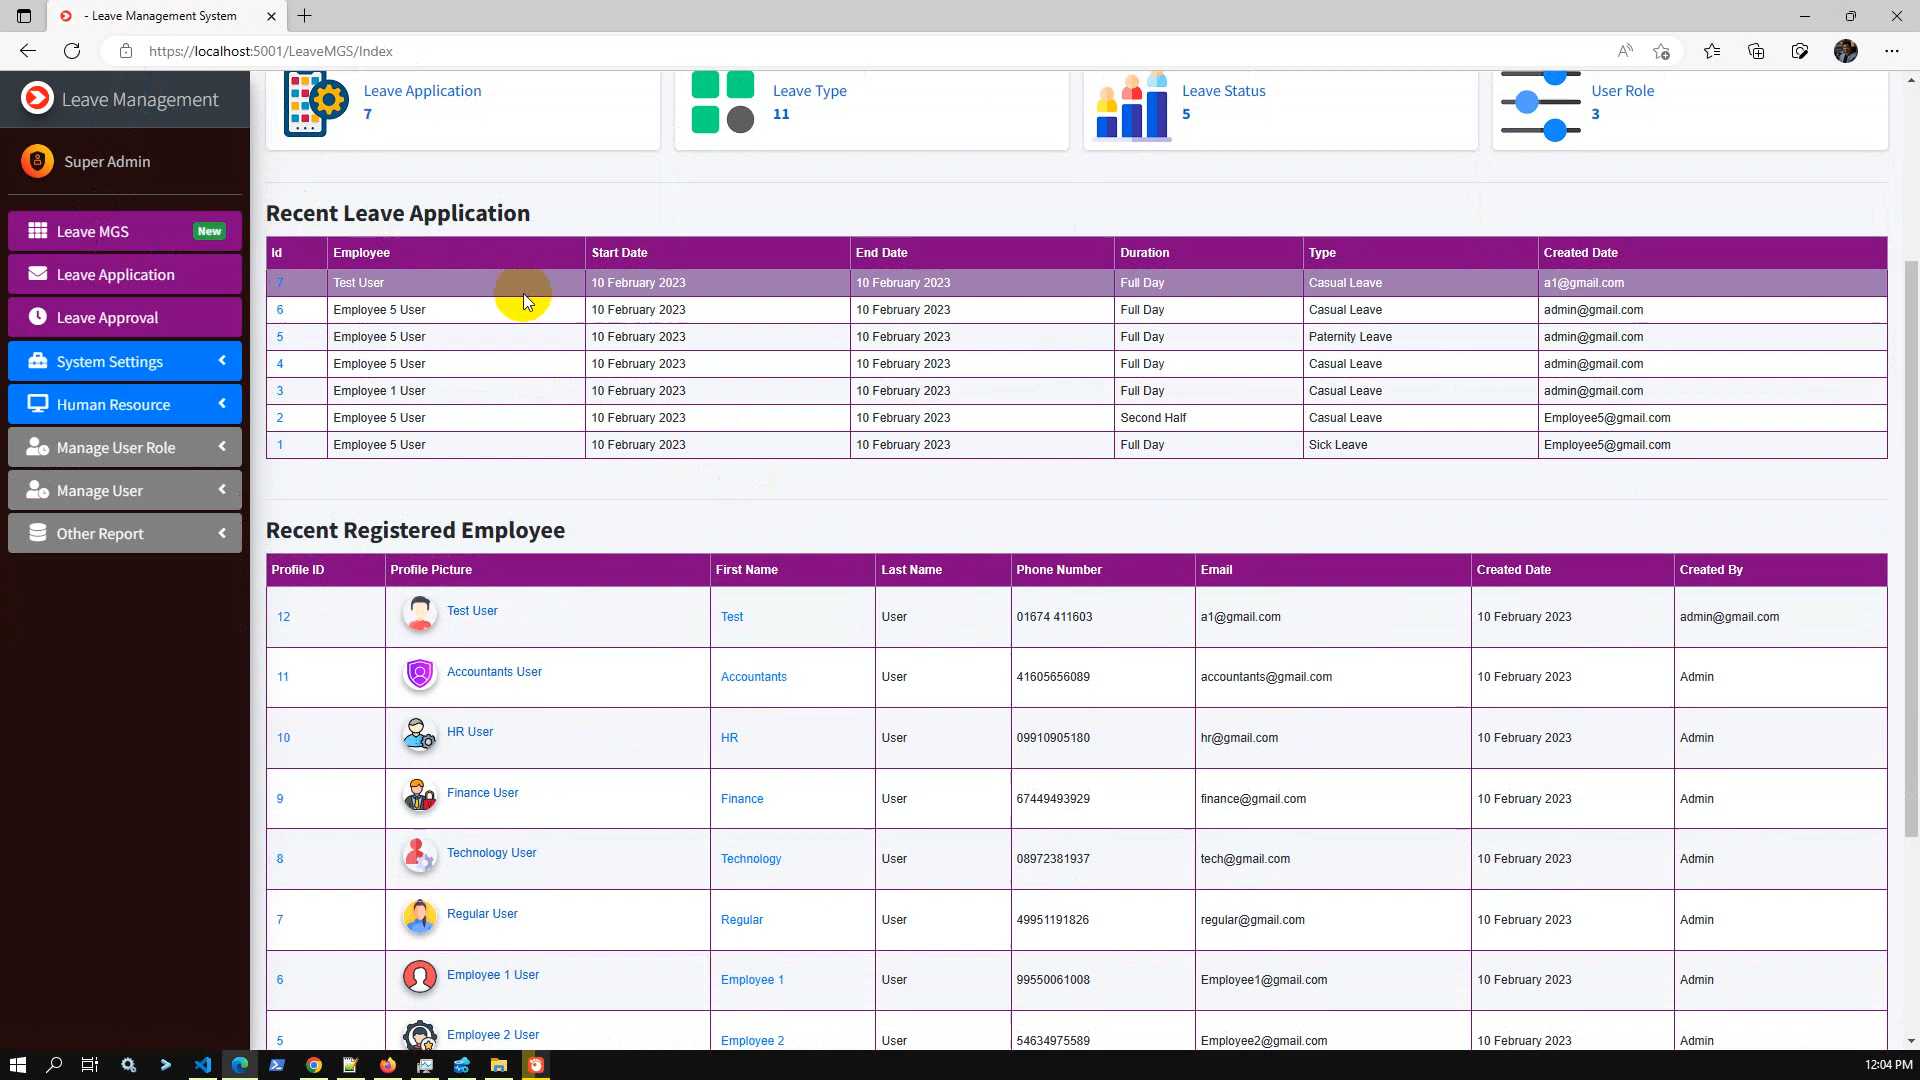 - Leave Management System
https://localhost:5001/LeaveMGS/Index
Leave Management
Super Admin
Leave MGS New
Leave Application
Leave Approval
System Settings
Human Resource
Manage User Role
Manage User
Other Report
Leave Application
7
Leave Type
11
Leave Status
5
User Role
3
Recent Leave Application
Id Employee Start Date End Date Duration Type Created Date
7 Test User 10 February 2023 10 February 2023 Full Day Casual Leave a1@gmail.com
6 Employee 5 User 10 February 2023 10 February 2023 Full Day Casual Leave admin@gmail.com
5 Employee 5 User 10 February 2023 10 February 2023 Full Day Paternity Leave admin@gmail.com
4 Employee 5 User 10 February 2023 10 February 2023 Full Day Casual Leave admin@gmail.com
3 Employee 1 User 10 February 2023 10 February 2023 Full Day Casual Leave admin@gmail.com
2 Employee 5 User 10 February 2023 10 February 2023 Second Half Casual Leave Employee5@gmail.com
1 Employee 5 User 10 February 2023 10 February 2023 Full Day Sick Leave Employee5@gmail.com
Recent Registered Employee
Profile ID Profile Picture First Name Last Name Phone Number Email Created Date Created By
12 Test User Test User 01674 411603 a1@gmail.com 10 February 2023 admin@gmail.com
11 Accountants User Accountants User 41605656089 accountants@gmail.com 10 February 2023 Admin
10 HR User HR User 09910905180 hr@gmail.com 10 February 2023 Admin
9 Finance User Finance User 67449493929 finance@gmail.com 10 February 2023 Admin
8 Technology User Technology User 08972381937 tech@gmail.com 10 February 2023 Admin
7 Regular User Regular User 49951191826 regular@gmail.com 10 February 2023 Admin
6 Employee 1 User Employee 1 User 99550061008 Employee1@gmail.com 10 February 2023 Admin
5 Employee 2 User Employee 2 User 54634975589 Employee2@gmail.com 10 February 2023 Admin
12:04 PM